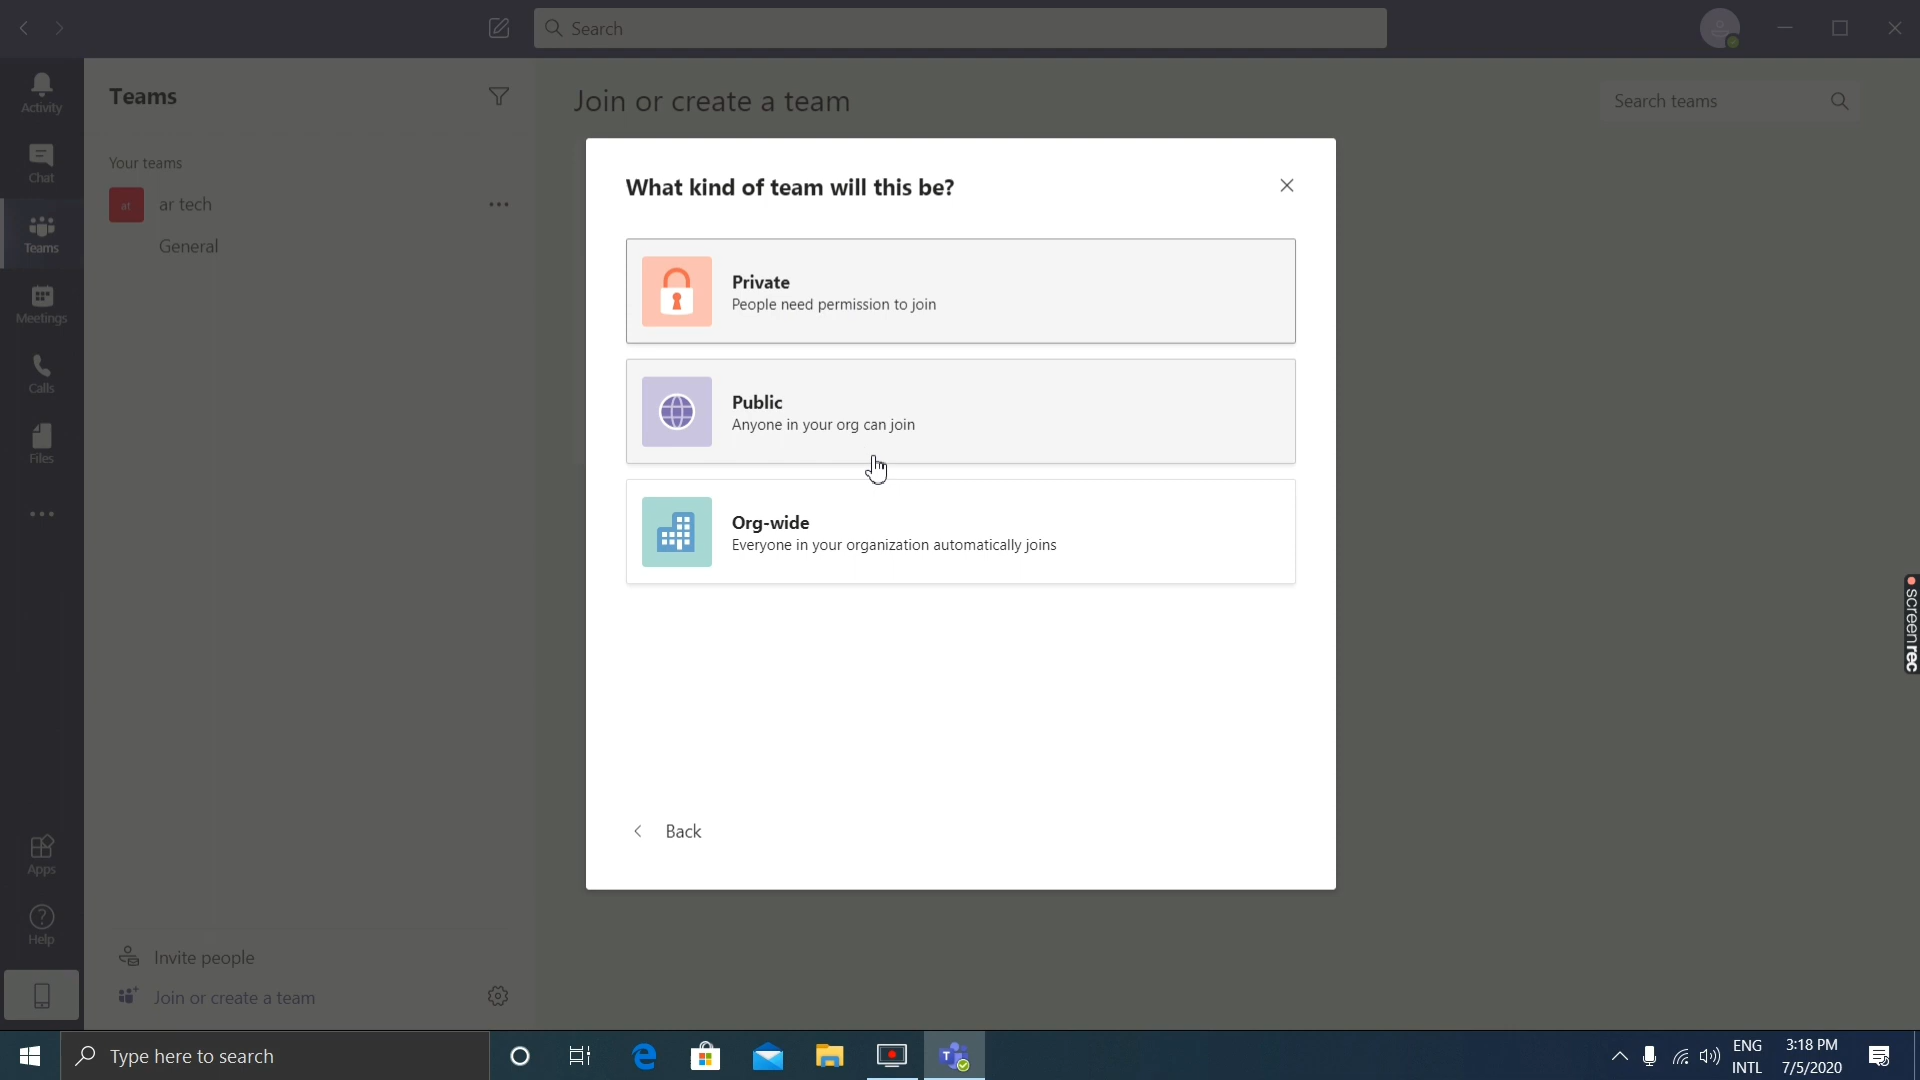 Search
Activity
Chat
Teams
Meetings
Calls
Files
Apps
Help
Teams
Your teams
at
ar tech
General
Invite people
Join or create a team
Join or create a team
Search teams
What kind of team will this be?
Private
People need permission to join
Public
Anyone in your org can join
Org-wide
Everyone in your organization automatically joins
Back
screenrec
Type here to search
T
ENG
INTL
3:18 PM
7/5/2020